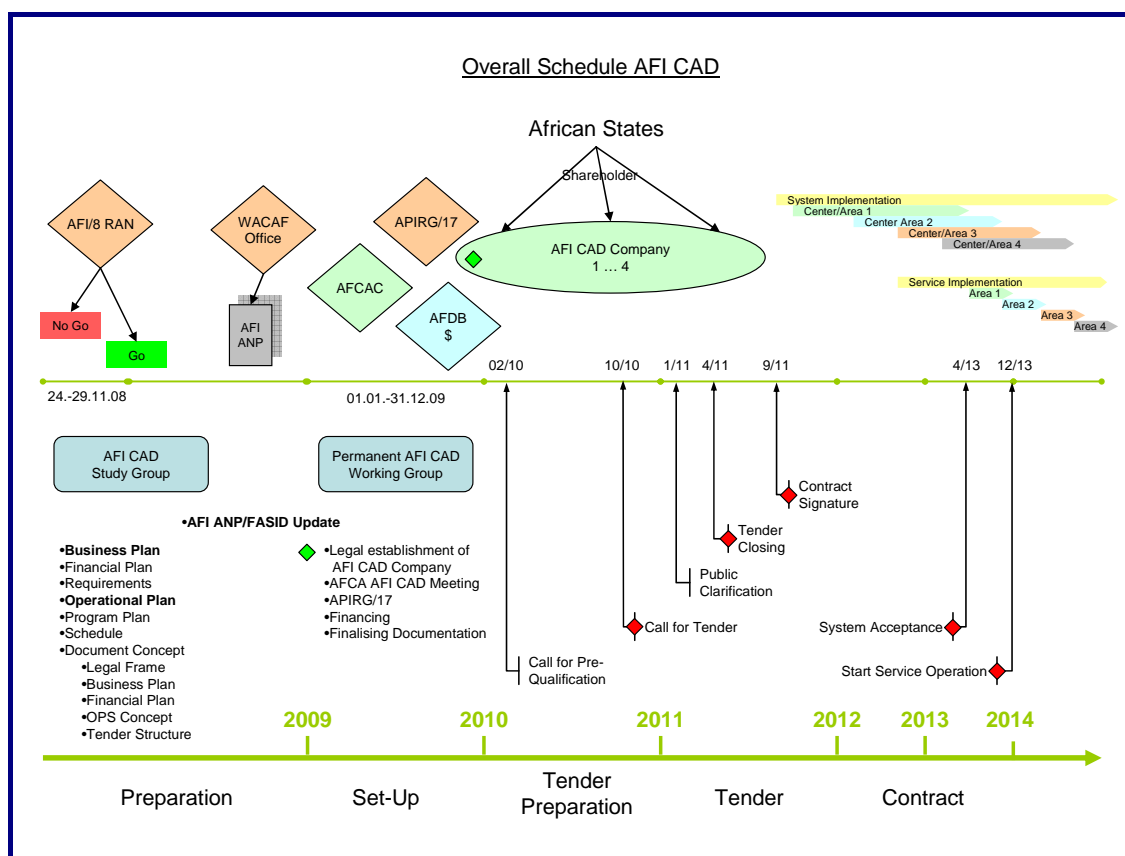 Overall Schedule AFI CAD
African States
Shareholder
AFI/8 RAN
WACAF
Office
APIRG/17
AFI CAD Company
1 ... 4
AFCAC
AFDB
$
No Go
Go
AFI
ANP
System Implementation
Center/Area 1
Center Area 2
Center/Area 3
Center/Area 4
Service Implementation
Area 1
Area 2
Area 3
Area 4
02/10
10/10
1/11
4/11
9/11
4/13
12/13
24.-29.11.08
01.01.-31.12.09
AFI CAD
Study Group
Permanent AFI CAD
Working Group
•AFI ANP/FASID Update
•Business Plan
•Financial Plan
•Requirements
•Operational Plan
•Program Plan
•Schedule
•Document Concept
•Legal Frame
•Business Plan
•Financial Plan
•OPS Concept
•Tender Structure
•Legal establishment of
AFI CAD Company
•AFCA AFI CAD Meeting
•APIRG/17
•Financing
•Finalising Documentation
Contract
Signature
Tender
Closing
Public
Clarification
Call for Tender
Call for Pre-
Qualification
System Acceptance
Start Service Operation
2009
2010
2011
2012
2013
2014
Preparation
Set-Up
Tender
Preparation
Tender
Contract